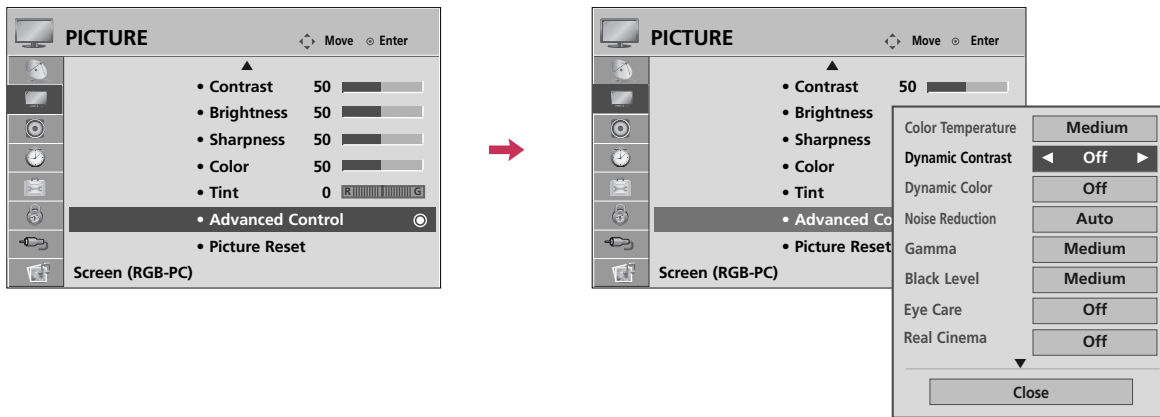 PICTURE
Move Enter
• Contrast 50
• Brightness 50
• Sharpness 50
• Color 50
• Tint 0 R G
• Advanced Control
• Picture Reset
Screen (RGB-PC)
PICTURE
Move Enter
• Contrast 50
• Brightness
• Sharpness
• Color
• Tint
• Advanced Co
• Picture Reset
Screen (RGB-PC)
Color Temperature Medium
Dynamic Contrast Off
Dynamic Color Off
Noise Reduction Auto
Gamma Medium
Black Level Medium
Eye Care Off
Real Cinema Off
Close